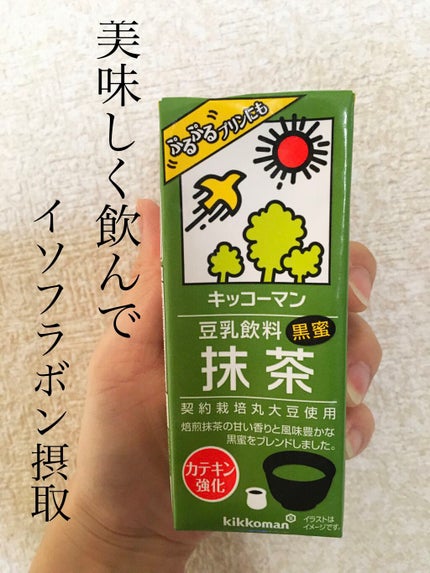 美味しく飲んで
イソフラボン摂取
ぷるぷるプリンにも
キッコーマン
豆乳飲料 黒蜜
抹茶
契約栽培丸大豆使用
焙煎抹茶の甘い香りと風味豊かな
黒蜜をブレンドしました。
カテキン
強化
kikkoman
イラストは
イメージです。